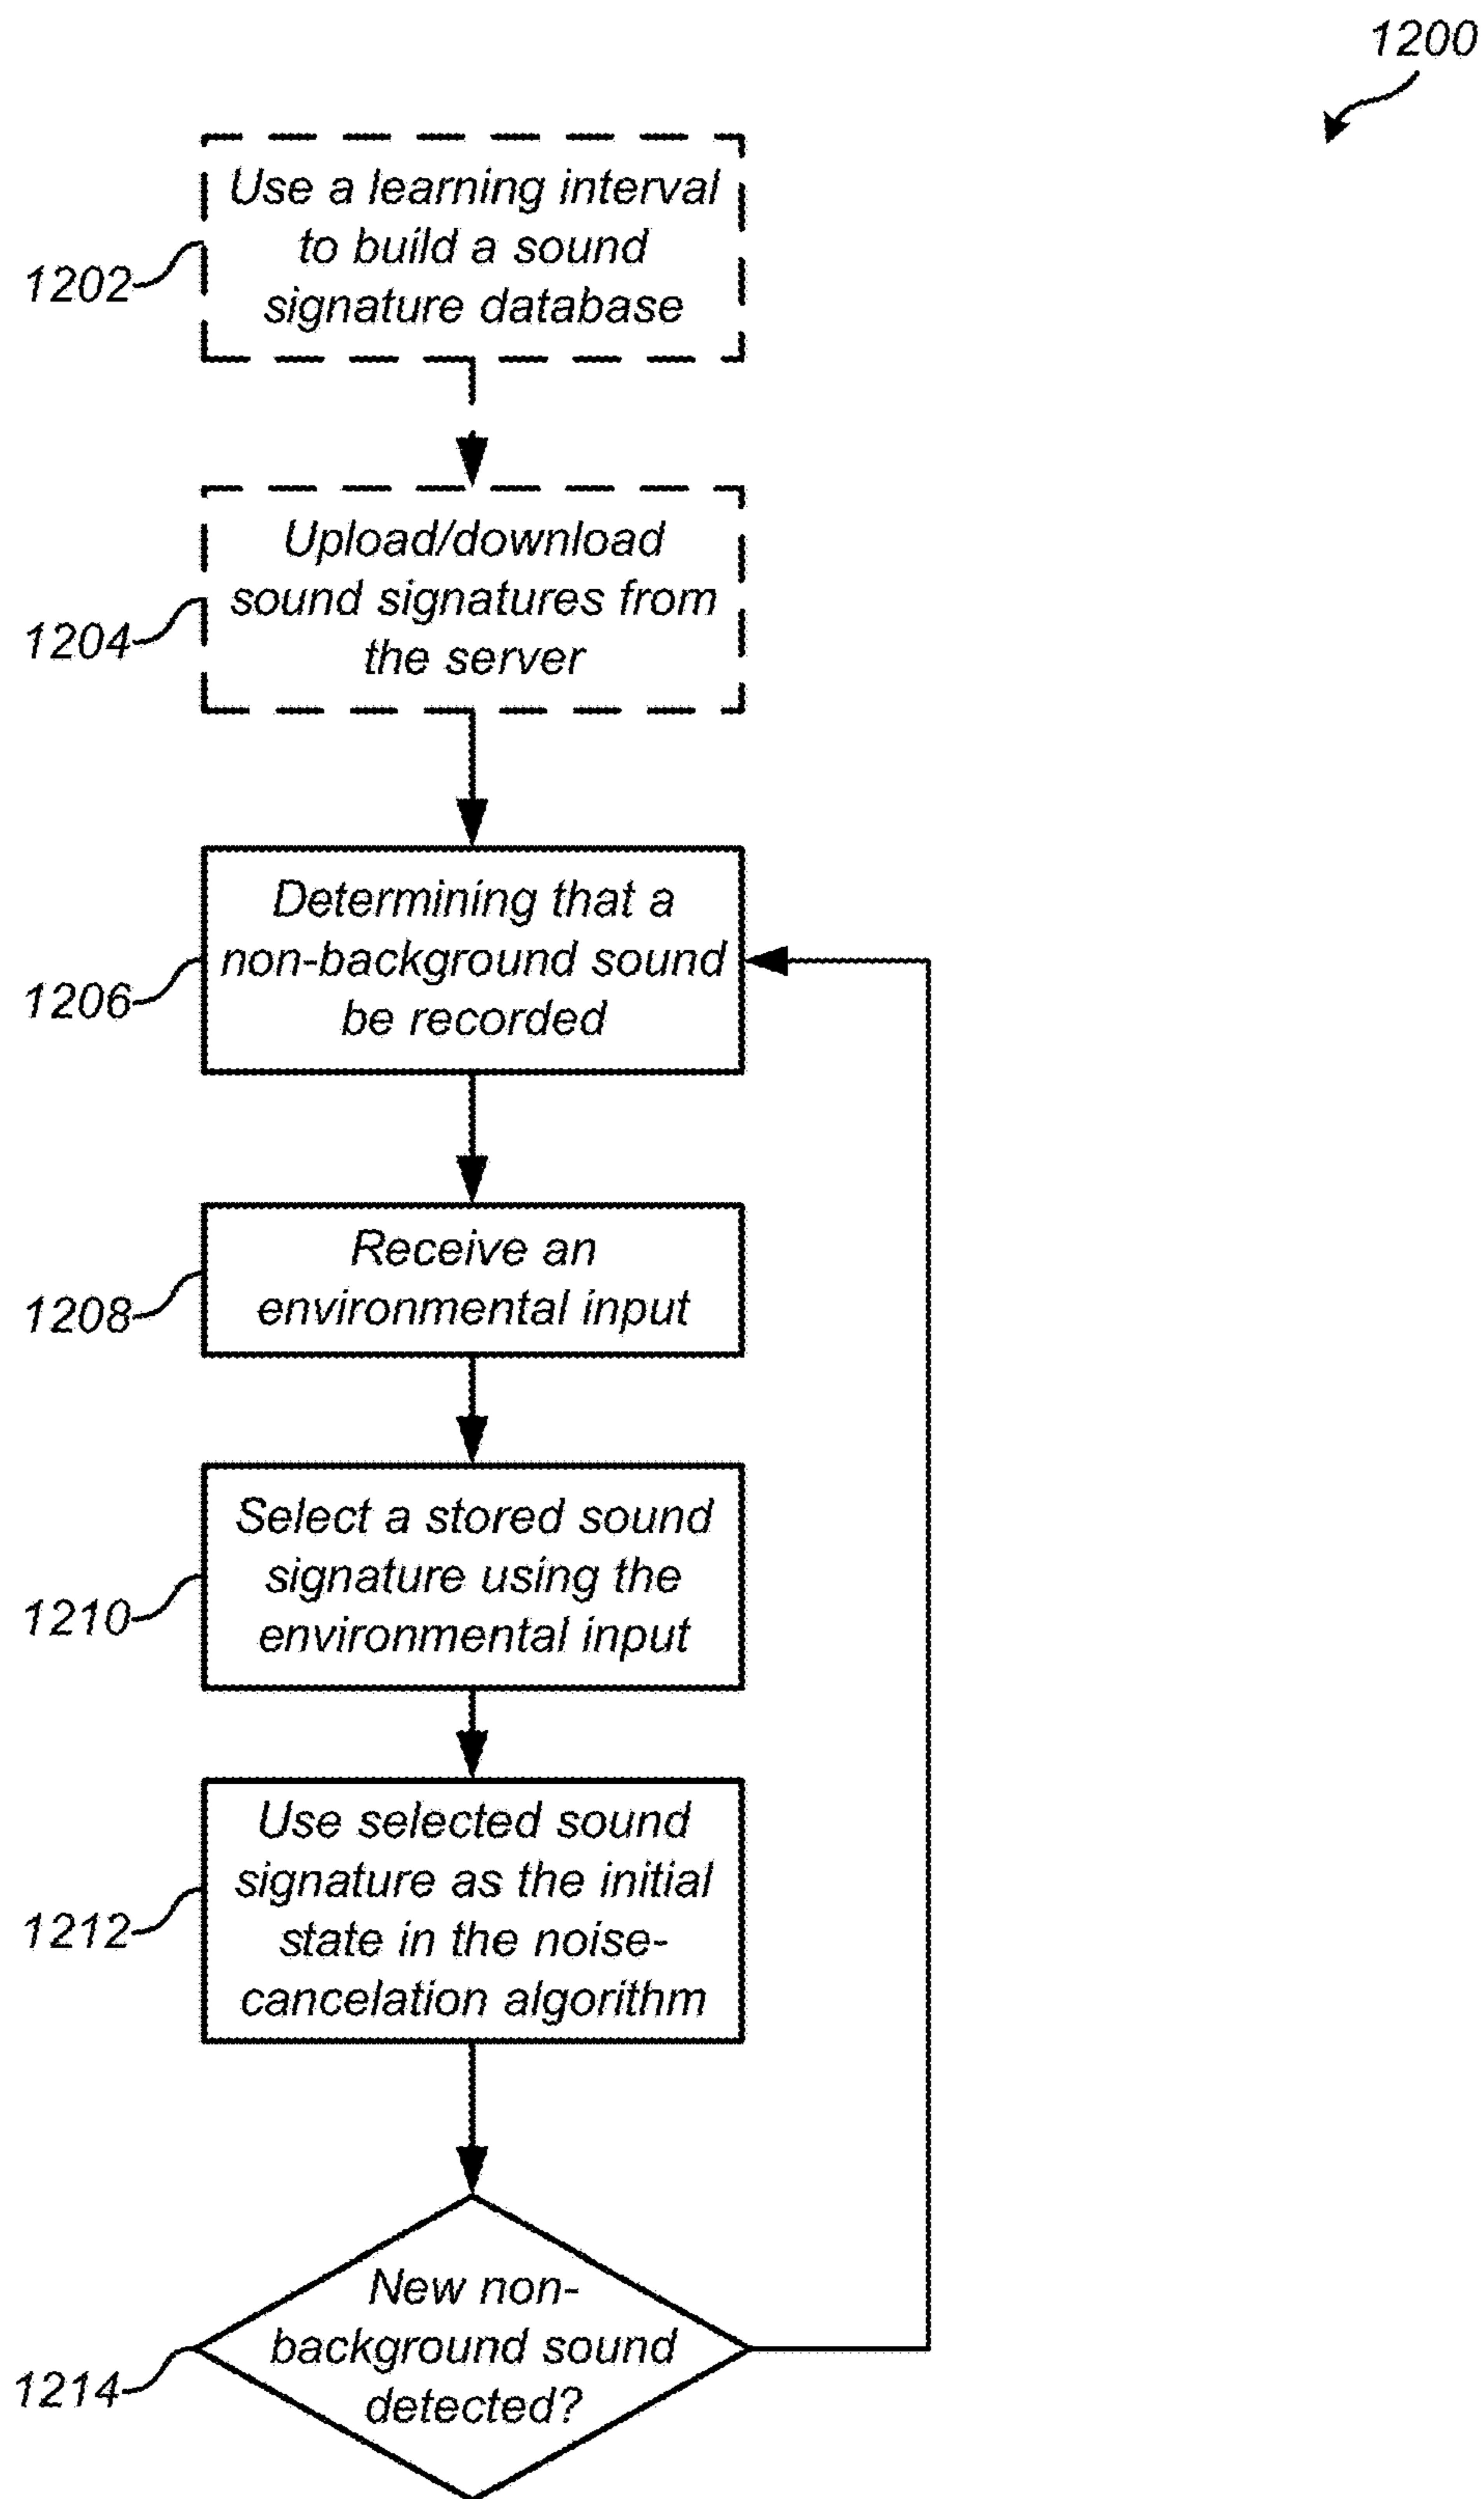 1200
Use a learning interval
to build a sound
signature database
1202
Upload/download
sound signatures from
the server
1204
Determining that a
non-background sound
be recorded
1206
Receive an
environmental input
1208
Select a stored sound
signature using the
environmental input
1210
Use selected sound
signature as the initial
state in the noise-
cancelation algorithm
1212
New non-
background sound
detected?
1214